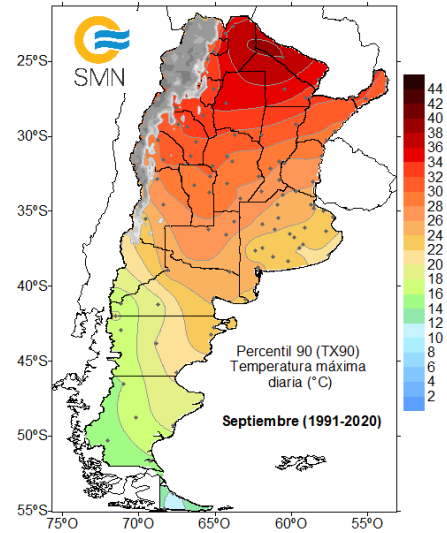 SMN
25°S
30°S
35°S
40°S
45°S
50°S
55°S
75°O
70°O
65°O
60°O
55°O
44
42
40
38
36
34
32
30
28
26
24
22
20
18
16
14
12
10
8
6
4
2
Percentil 90 (TX90)
Temperatura máxima
diaria (°C)
Septiembre (1991-2020)